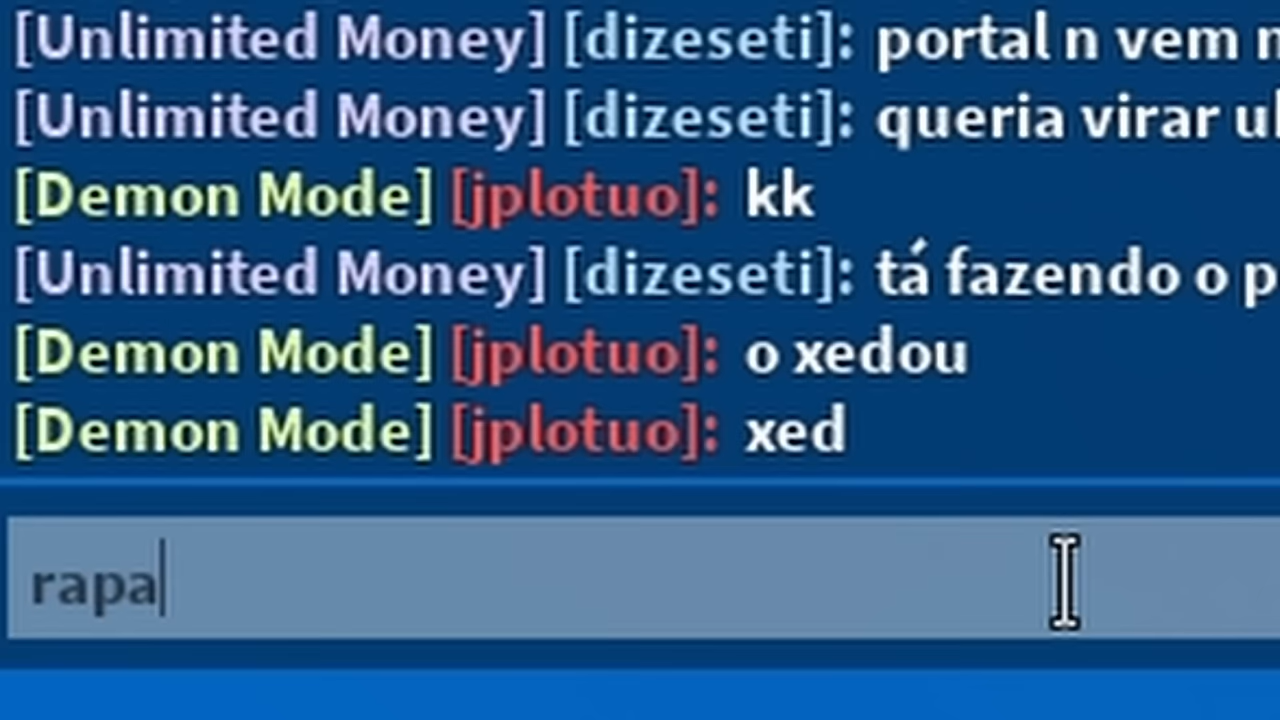 [Unlimited Money] [dizeseti]: portal n vem
[Unlimited Money] [dizeseti]: queria virar
[Demon Mode] [jplotuo]: kk
[Unlimited Money] [dizeseti]: tá fazendo o
[Demon Mode] [jplotuo]: o xedou
[Demon Mode] [jplotuo]: xed
rapa